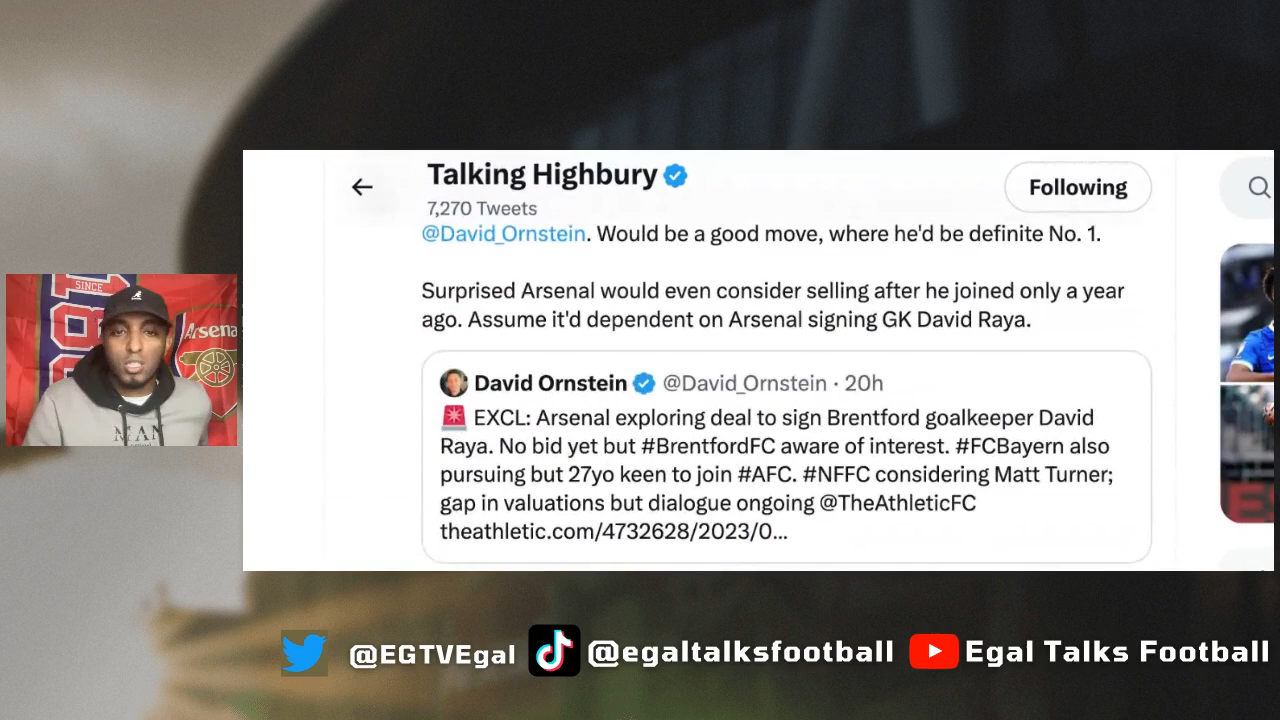 Talking Highbury
Following
7,270 Tweets
@David_Ornstein. Would be a good move, where he'd be definite No. 1.
Surprised Arsenal would even consider selling after he joined only a year
ago. Assume it'd dependent on Arsenal signing GK David Raya.
David Ornstein @David_Ornstein · 20h
🚨 EXCL: Arsenal exploring deal to sign Brentford goalkeeper David
Raya. No bid yet but #BrentfordFC aware of interest. #FCBayern also
pursuing but 27yo keen to join #AFC. #NFFC considering Matt Turner;
gap in valuations but dialogue ongoing @TheAthleticFC
theathletic.com/4732628/2023/0...
SINCE
Arsenal
MAN
@EGTVEgal
@egaltalksfootball
Egal Talks Football